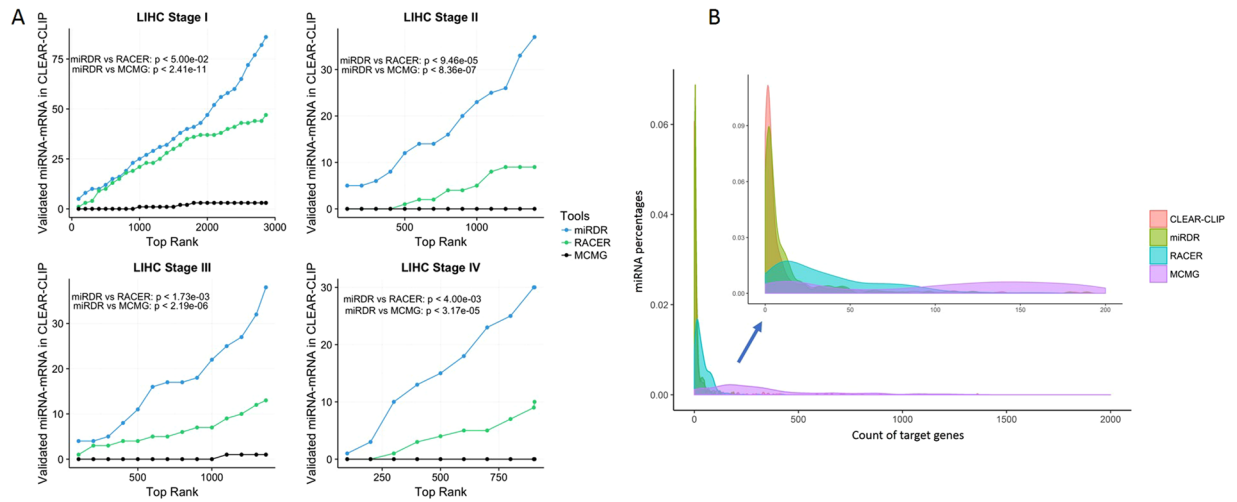 A
LIHC Stage I
Validated miRNA-mRNA in CLEAR-CLIP
75
50
25
0
miRDR vs RACER: p < 5.00e-02
miRDR vs MCMG: p < 2.41e-11
0
1000
2000
3000
Top Rank
LIHC Stage II
Validated miRNA-mRNA in CLEAR-CLIP
30
20
10
0
miRDR vs RACER: p < 9.46e-05
miRDR vs MCMG: p < 8.36e-07
500
1000
Top Rank
Tools
miRDR
RACER
MCMG
LIHC Stage III
Validated miRNA-mRNA in CLEAR-CLIP
30
20
10
0
miRDR vs RACER: p < 1.73e-03
miRDR vs MCMG: p < 2.19e-06
500
1000
Top Rank
LIHC Stage IV
Validated miRNA-mRNA in CLEAR-CLIP
30
20
10
0
miRDR vs RACER: p < 4.00e-03
miRDR vs MCMG: p < 3.17e-05
250
500
750
Top Rank
B
miRNA percentages
0.06
0.04
0.02
0.00
0.09
0.06
0.03
0.00
0
50
100
150
200
0
500
1000
1500
2000
Count of target genes
CLEAR-CLIP
miRDR
RACER
MCMG